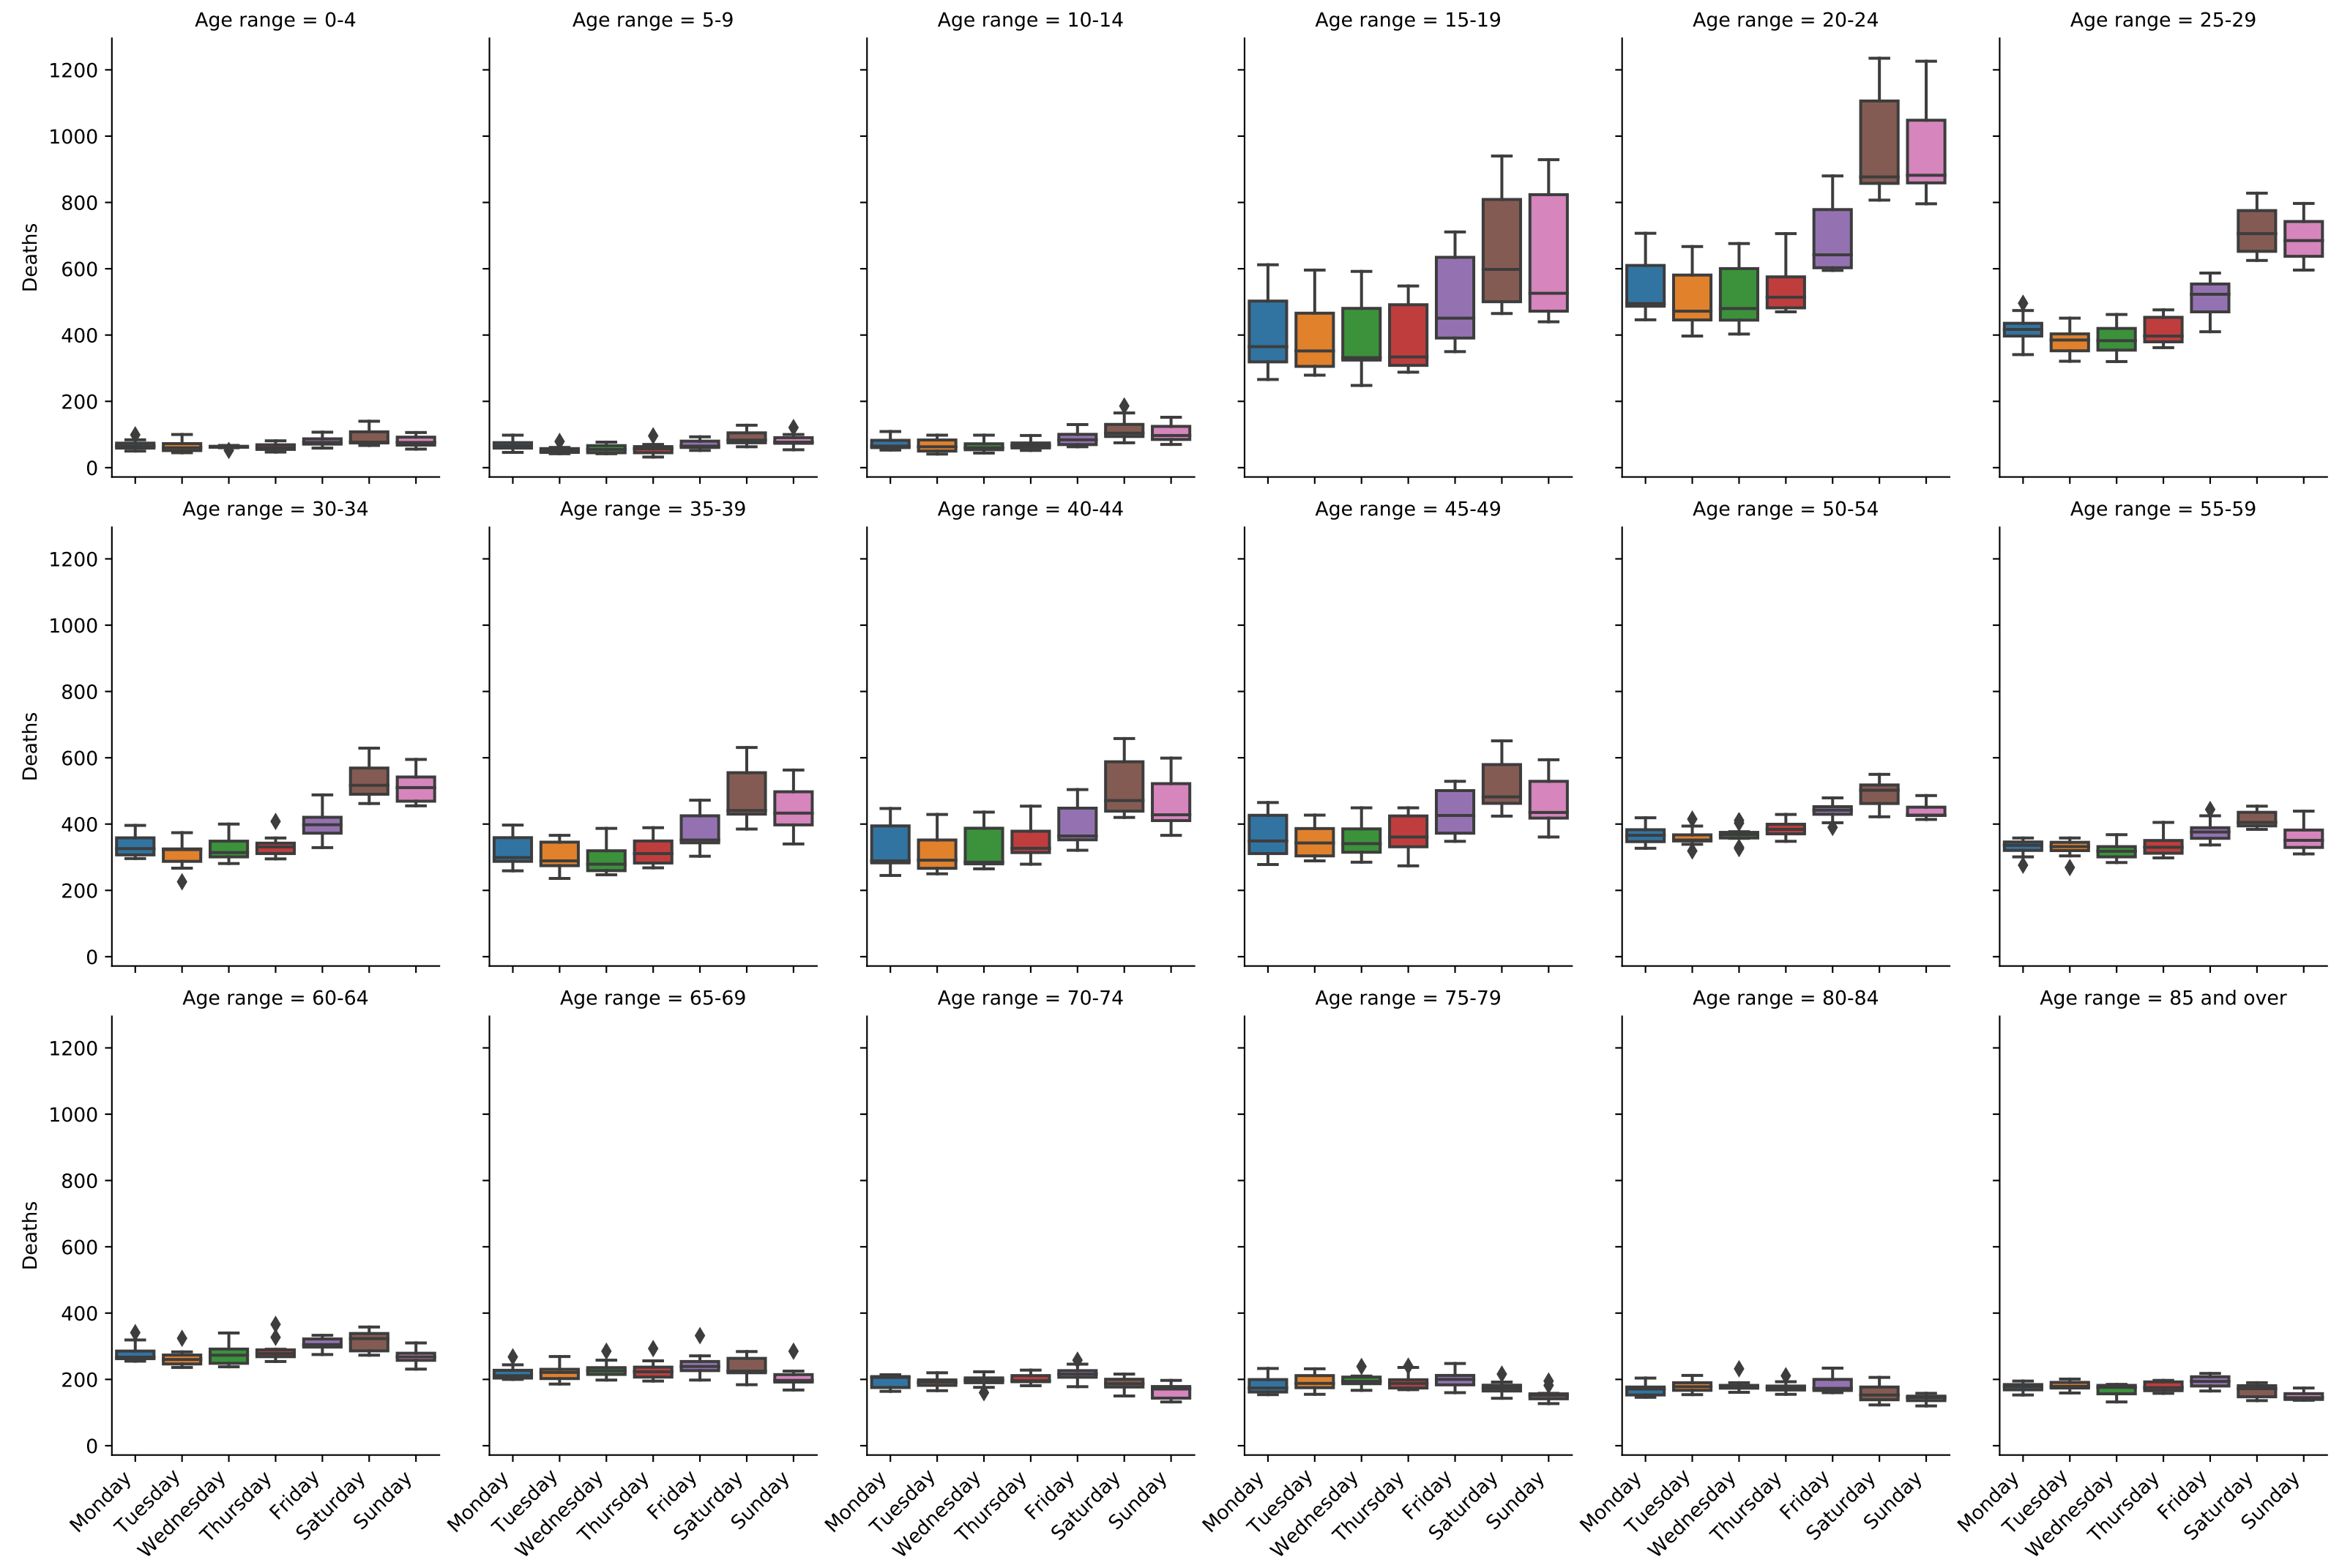 Age range = 0-4
Age range = 5-9
Age range = 10-14
Age range = 15-19
Age range = 20-24
Age range = 25-29
1200
1000
800
600
400
200
0
Deaths
Age range = 30-34
Age range = 35-39
Age range = 40-44
Age range = 45-49
Age range = 50-54
Age range = 55-59
1200
1000
800
600
400
200
0
Deaths
Age range = 60-64
Age range = 65-69
Age range = 70-74
Age range = 75-79
Age range = 80-84
Age range = 85 and over
1200
1000
800
600
400
200
0
Deaths
Monday
Tuesday
Wednesday
Thursday
Friday
Saturday
Sunday
Monday
Tuesday
Wednesday
Thursday
Friday
Saturday
Sunday
Monday
Tuesday
Wednesday
Thursday
Friday
Saturday
Sunday
Monday
Tuesday
Wednesday
Thursday
Friday
Saturday
Sunday
Monday
Tuesday
Wednesday
Thursday
Friday
Saturday
Sunday
Monday
Tuesday
Wednesday
Thursday
Friday
Saturday
Sunday